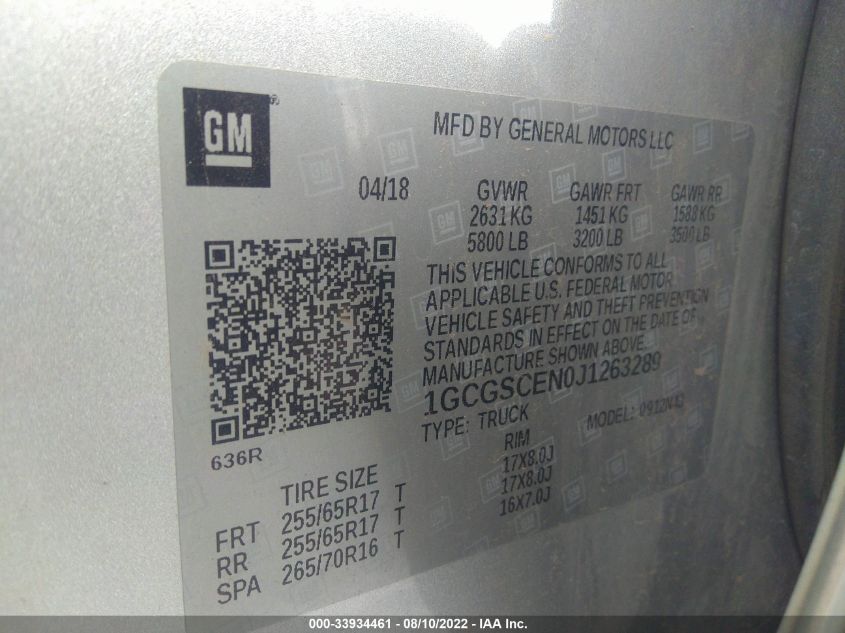 GM
MFD BY GENERAL MOTORS LLC
04/18 GVWR GAWR FRT GAWR RR
2631 KG 1451 KG 1588 KG
5800 LB 3200 LB 3500 LB
THIS VEHICLE CONFORMS TO ALL
APPLICABLE U.S. FEDERAL MOTOR
VEHICLE SAFETY AND THEFT PREVENTION
STANDARDS IN EFFECT ON THE DATE OF
MANUFACTURE SHOWN ABOVE.
1GCGSCEN0J1263289
TYPE: TRUCK MODEL:
636R
TIRE SIZE RIM
FRT 255/65R17 T 17X8.0J
RR 255/65R17 T 17X8.0J
SPA 265/70R16 T 16X7.0J
000-33934461 - 08/10/2022 - IAA Inc.